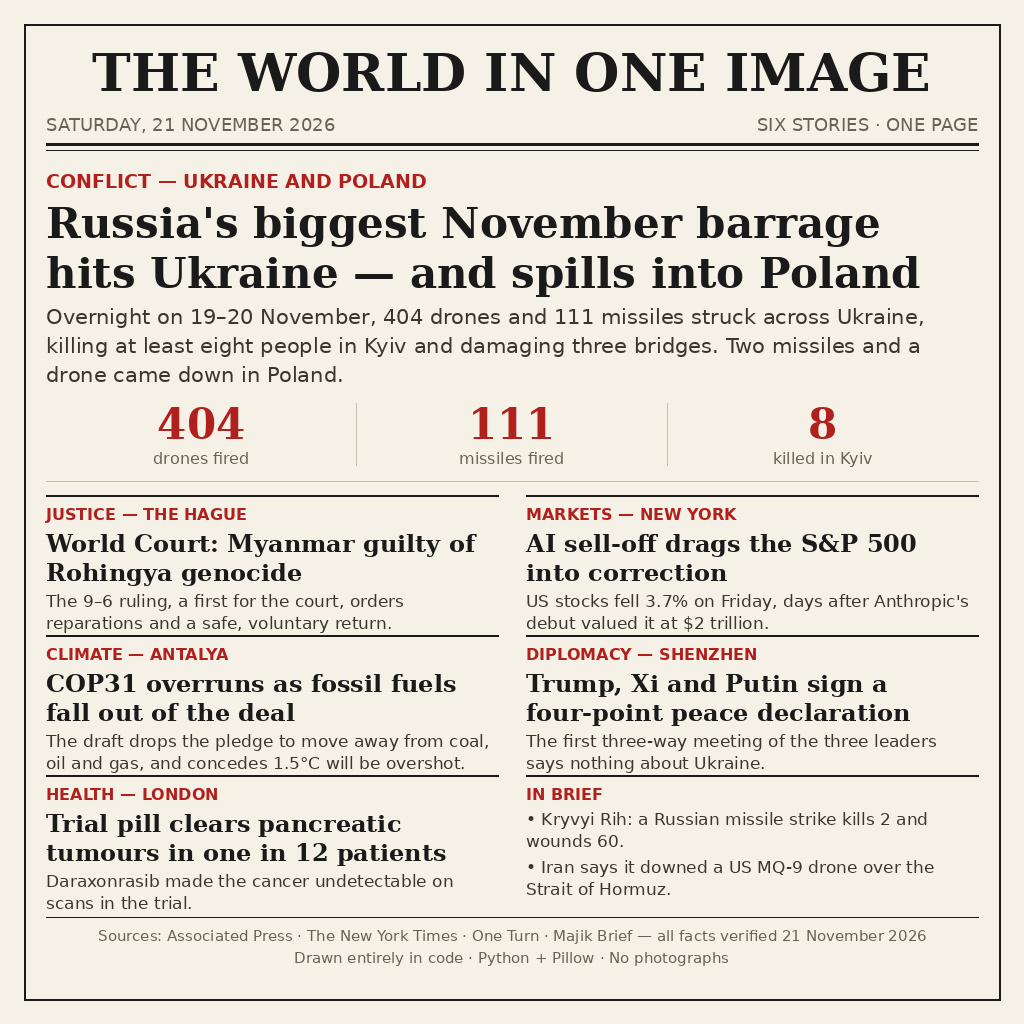 THE WORLD IN ONE IMAGE
SATURDAY, 21 NOVEMBER 2026
SIX STORIES · ONE PAGE
CONFLICT — UKRAINE AND POLAND
Russia's biggest November barrage
hits Ukraine — and spills into Poland
Overnight on 19–20 November, 404 drones and 111 missiles struck across Ukraine,
killing at least eight people in Kyiv and damaging three bridges. Two missiles and a
drone came down in Poland.
404
drones fired
111
missiles fired
8
killed in Kyiv
JUSTICE — THE HAGUE
World Court: Myanmar guilty of
Rohingya genocide
The 9–6 ruling, a first for the court, orders
reparations and a safe, voluntary return.
MARKETS — NEW YORK
AI sell-off drags the S&P 500
into correction
US stocks fell 3.7% on Friday, days after Anthropic's
debut valued it at $2 trillion.
CLIMATE — ANTALYA
COP31 overruns as fossil fuels
fall out of the deal
The draft drops the pledge to move away from coal,
oil and gas, and concedes 1.5°C will be overshot.
DIPLOMACY — SHENZHEN
Trump, Xi and Putin sign a
four-point peace declaration
The first three-way meeting of the three leaders
says nothing about Ukraine.
HEALTH — LONDON
Trial pill clears pancreatic
tumours in one in 12 patients
Daraxonrasib made the cancer undetectable on
scans in the trial.
IN BRIEF
• Kryvyi Rih: a Russian missile strike kills 2 and
wounds 60.
• Iran says it downed a US MQ-9 drone over the
Strait of Hormuz.
Sources: Associated Press · The New York Times · One Turn · Majik Brief — all facts verified 21 November 2026
Drawn entirely in code · Python + Pillow · No photographs